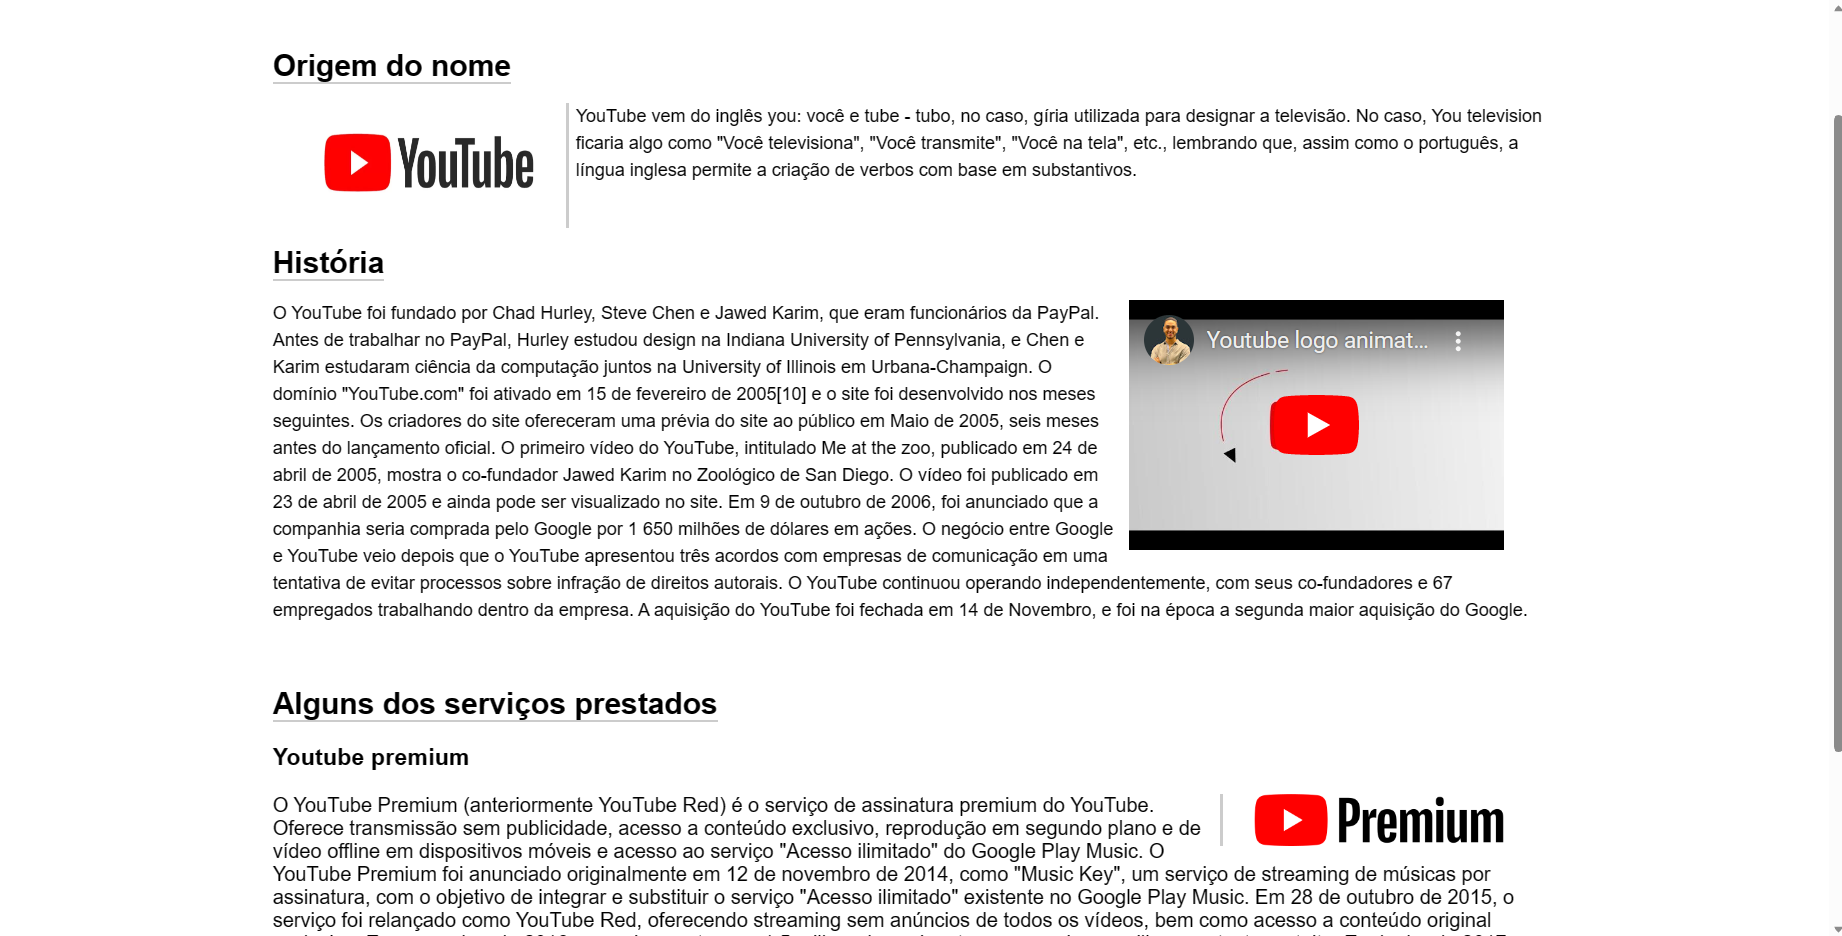 Origem do nome
YouTube
YouTube vem do inglês you: você e tube - tubo, no caso, gíria utilizada para designar a televisão. No caso, You television
ficaria algo como "Você televisiona", "Você transmite", "Você na tela", etc., lembrando que, assim como o português, a
língua inglesa permite a criação de verbos com base em substantivos.
História
O YouTube foi fundado por Chad Hurley, Steve Chen e Jawed Karim, que eram funcionários da PayPal.
Antes de trabalhar no PayPal, Hurley estudou design na Indiana University of Pennsylvania, e Chen e
Karim estudaram ciência da computação juntos na University of Illinois em Urbana-Champaign. O
domínio "YouTube.com" foi ativado em 15 de fevereiro de 2005[10] e o site foi desenvolvido nos meses
seguintes. Os criadores do site ofereceram uma prévia do site ao público em Maio de 2005, seis meses
antes do lançamento oficial. O primeiro vídeo do YouTube, intitulado Me at the zoo, publicado em 24 de
abril de 2005, mostra o co-fundador Jawed Karim no Zoológico de San Diego. O vídeo foi publicado em
23 de abril de 2005 e ainda pode ser visualizado no site. Em 9 de outubro de 2006, foi anunciado que a
companhia seria comprada pelo Google por 1 650 milhões de dólares em ações. O negócio entre Google
e YouTube veio depois que o YouTube apresentou três acordos com empresas de comunicação em uma
tentativa de evitar processos sobre infração de direitos autorais. O YouTube continuou operando independentemente, com seus co-fundadores e 67
empregados trabalhando dentro da empresa. A aquisição do YouTube foi fechada em 14 de Novembro, e foi na época a segunda maior aquisição do Google.
Youtube logo animat...
Alguns dos serviços prestados
Youtube premium
O YouTube Premium (anteriormente YouTube Red) é o serviço de assinatura premium do YouTube.
Oferece transmissão sem publicidade, acesso a conteúdo exclusivo, reprodução em segundo plano e de
vídeo offline em dispositivos móveis e acesso ao serviço "Acesso ilimitado" do Google Play Music. O
YouTube Premium foi anunciado originalmente em 12 de novembro de 2014, como "Music Key", um serviço de streaming de músicas por
assinatura, com o objetivo de integrar e substituir o serviço "Acesso ilimitado" existente no Google Play Music. Em 28 de outubro de 2015, o
serviço foi relançado como YouTube Red, oferecendo streaming sem anúncios de todos os vídeos, bem como acesso a conteúdo original
Premium